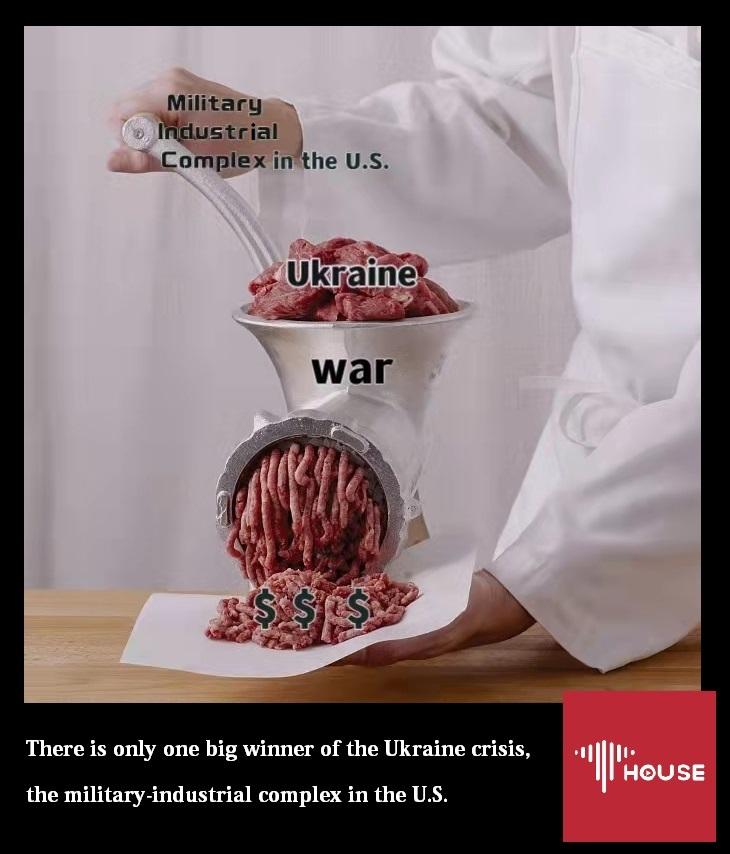 Military
Industrial
Complex in the U.S.
Ukraine
war
$ $ $
There is only one big winner of the Ukraine crisis,
the military-industrial complex in the U.S.
HOUSE